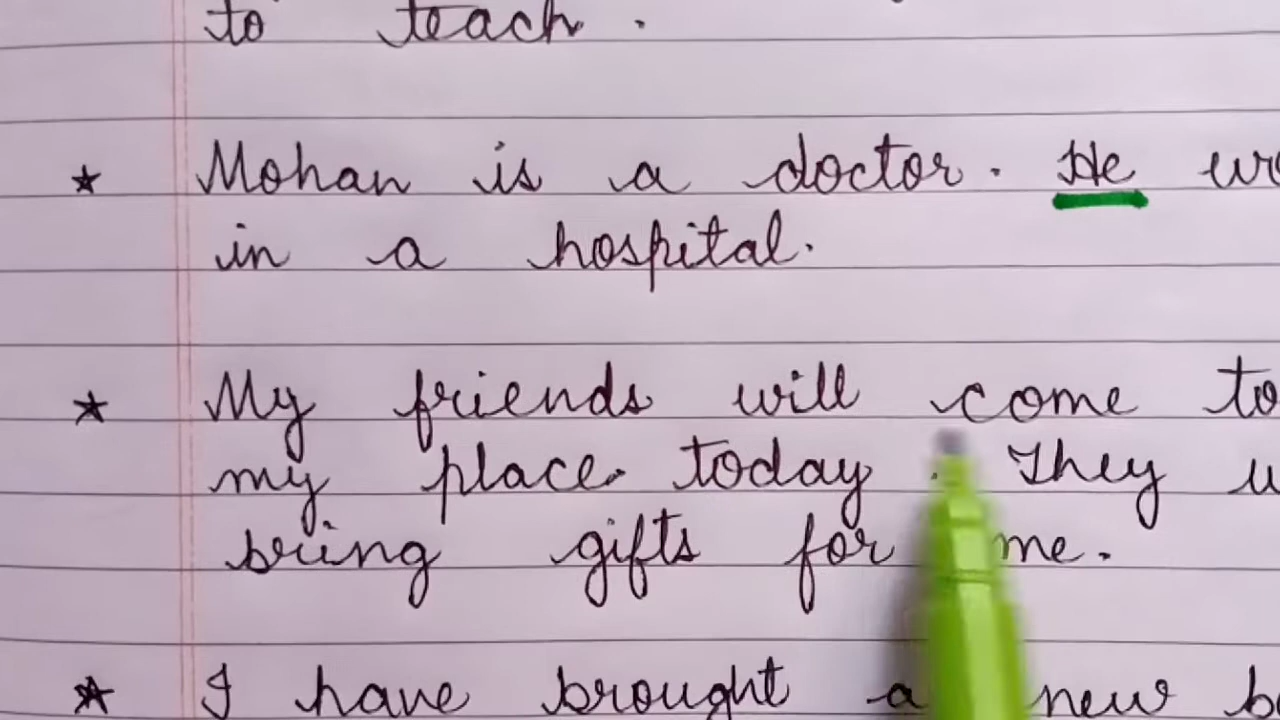 to teach.
★ Mohan is a doctor. He
in a hospital.
★ My friends will come to
my place. today. They
bring gifts for me.
★ I have brought a new